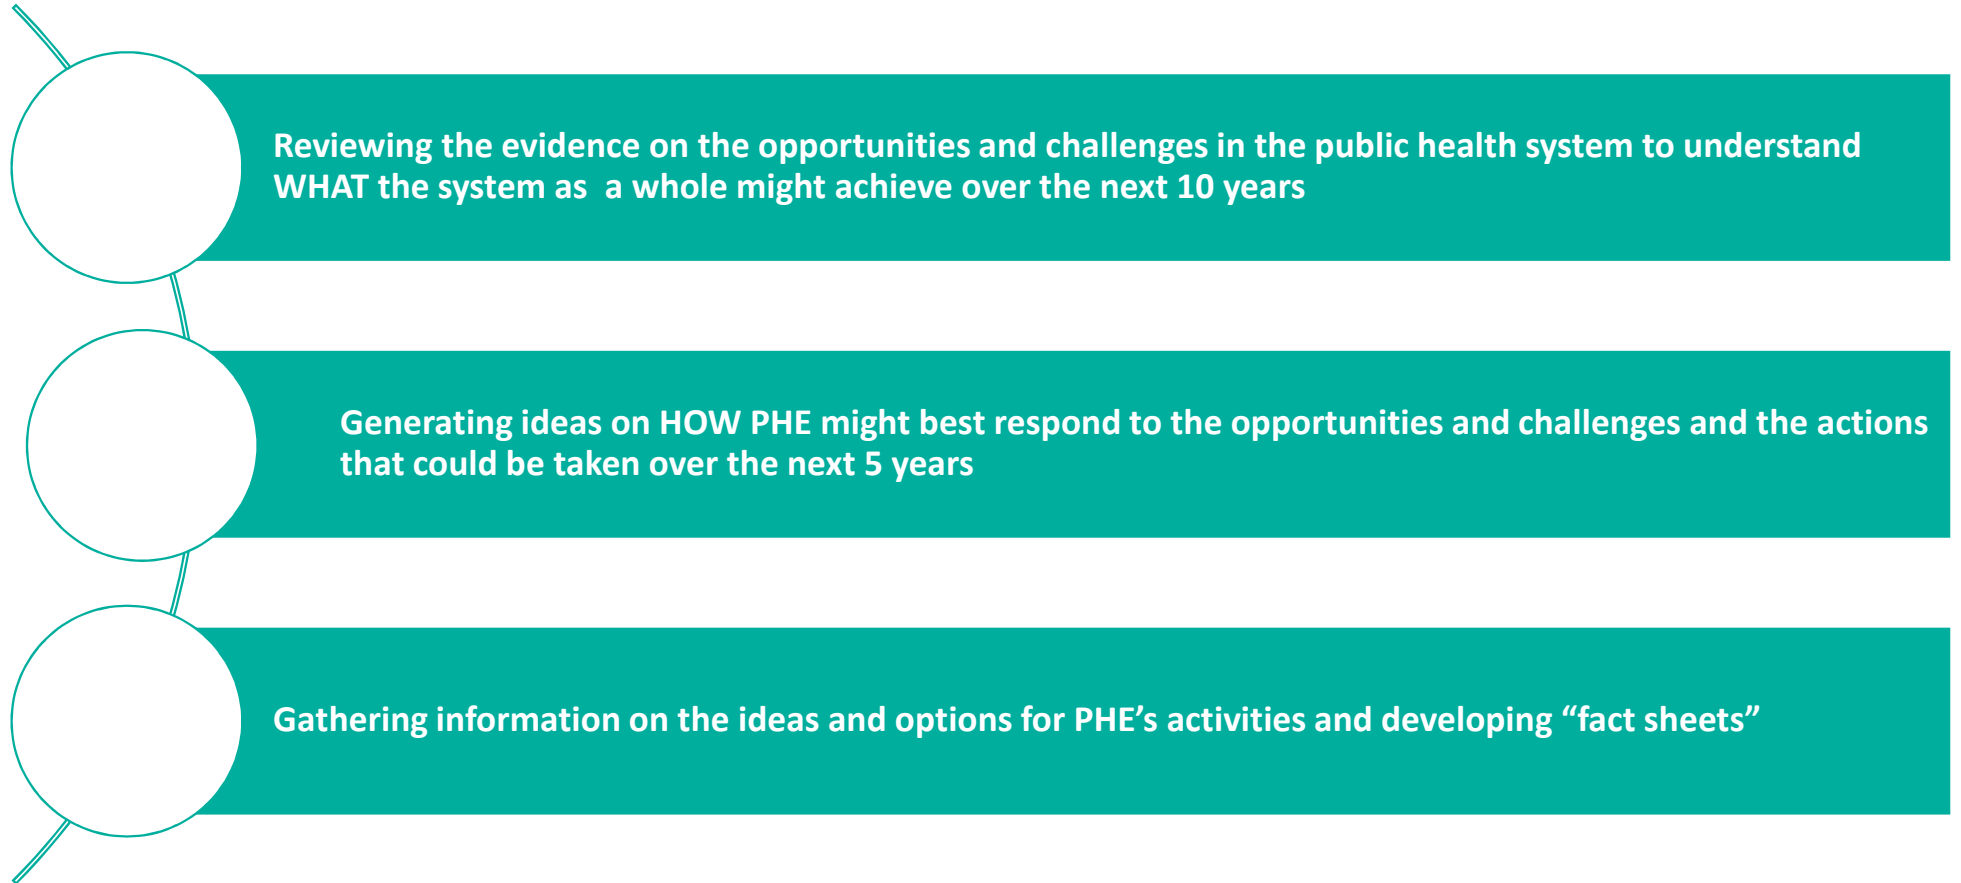 Reviewing the evidence on the opportunities and challenges in the public health system to understand
WHAT the system as  a whole might achieve over the next 10 years
Generating ideas on HOW PHE might best respond to the opportunities and challenges and the actions
that could be taken over the next 5 years
Gathering information on the ideas and options for PHE’s activities and developing “fact sheets”